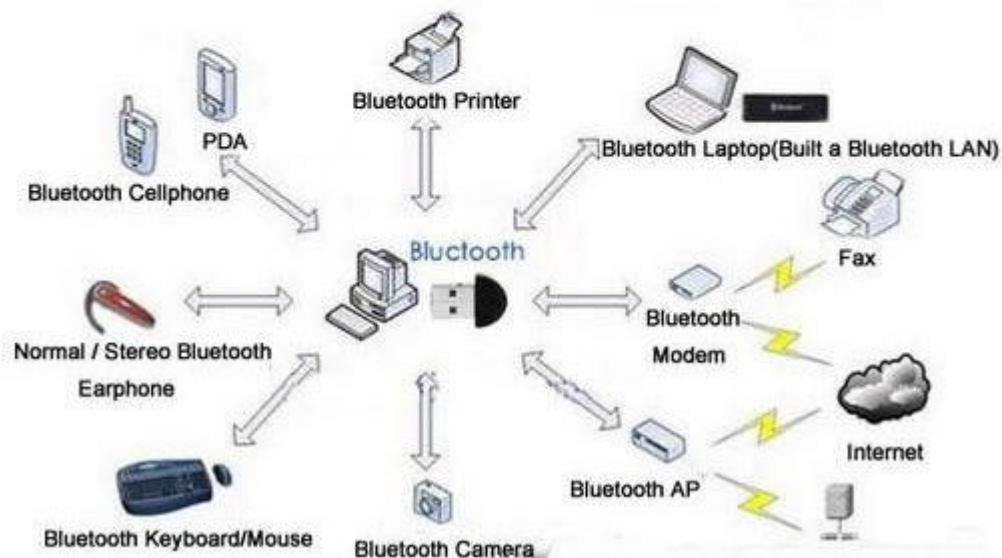 Bluetooth Printer
PDA
Bluetooth Cellphone
Bluetooth Laptop(Built a Bluetooth LAN)
Fax
Bluctooth
Normal / Stereo Bluetooth
Earphone
Bluetooth
Modem
Internet
Bluetooth AP
Bluetooth Keyboard/Mouse
Bluetooth Camera